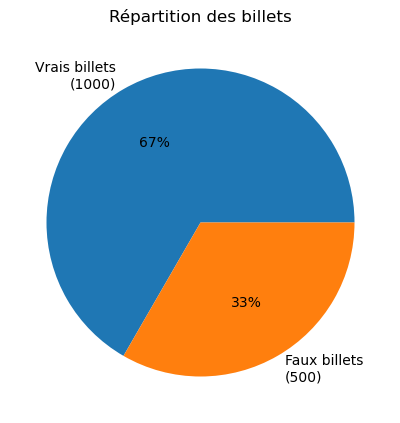 Répartition des billets
Vrais billets
(1000)
67%
33%
Faux billets
(500)